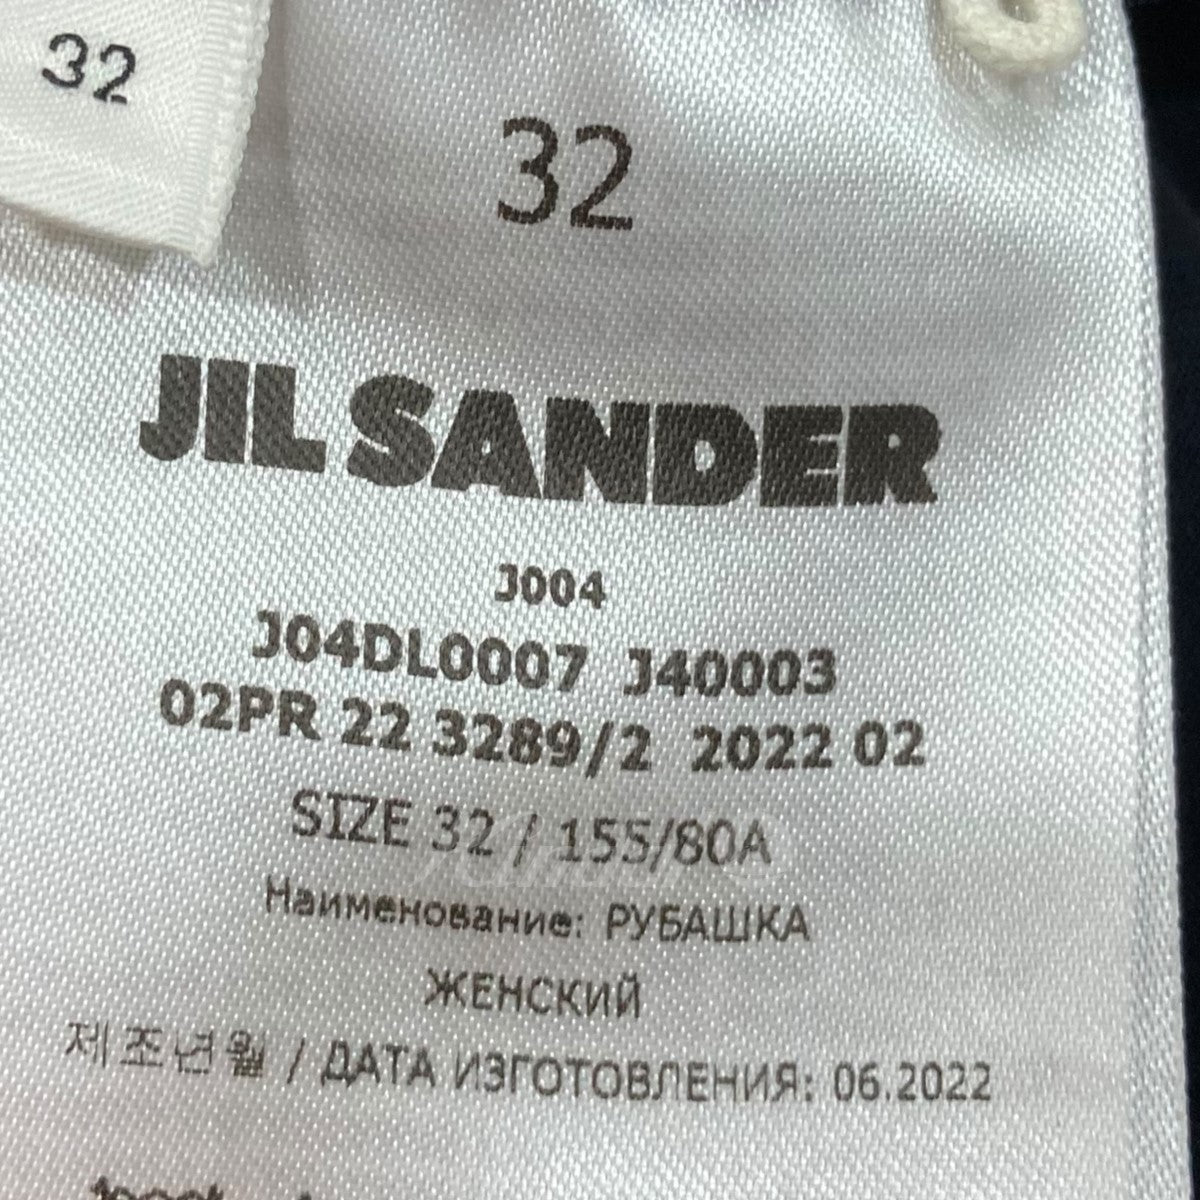 32
32
JIL SANDER
J004
J04DL0007 J40003
02PR 22 3289/2 2022 02
SIZE 32 / 155/80A
Наименование: РУБАШКА
ЖЕНСКИЙ
제조년월 / ДАТА ИЗГОТОВЛЕНИЯ: 06.2022